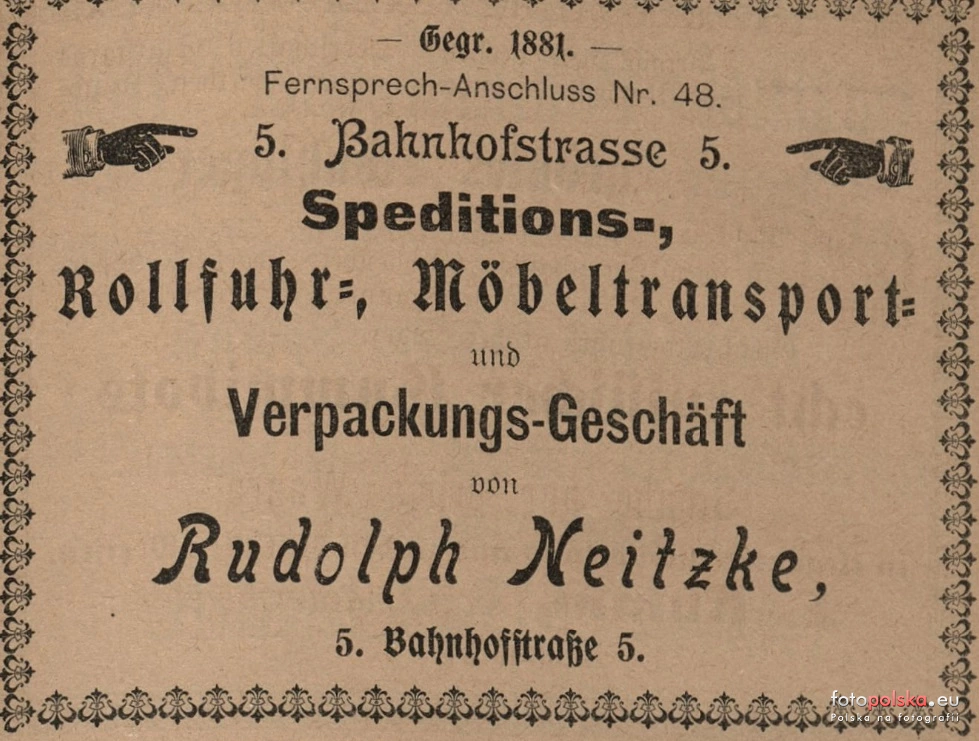 — Gegr. 1881. —
Fernsprech-Anschluss Nr. 48.
5. Bahnhofstrasse 5.
Speditions-,
Rollfuhr-, Möbeltransport-
und
Verpackungs-Geschäft
von
Rudolph Neitzke,
5. Bahnhofstraße 5.
fotopolska.eu
Polska na fotografii